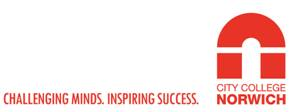 CHALLENGING MINDS. INSPIRING SUCCESS.
CITY COLLEGE
NORWICH